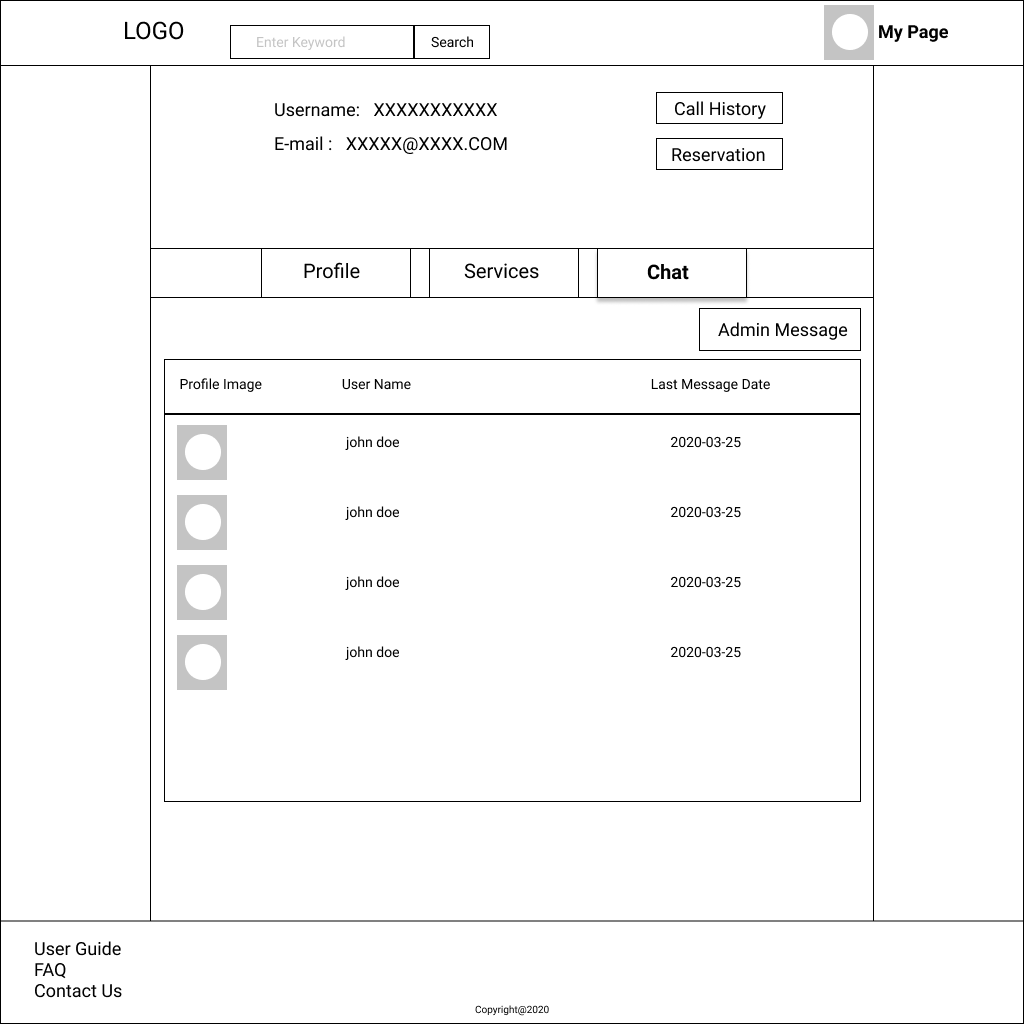 LOGO
Enter Keyword
Search
My Page
Username: XXXXXXXXXXX
E-mail : XXXXX@XXXX.COM
Call History
Reservation
Profile
Services
Chat
Admin Message
Profile Image User Name Last Message Date
john doe 2020-03-25
john doe 2020-03-25
john doe 2020-03-25
john doe 2020-03-25
User Guide
FAQ
Contact Us
Copyright@2020